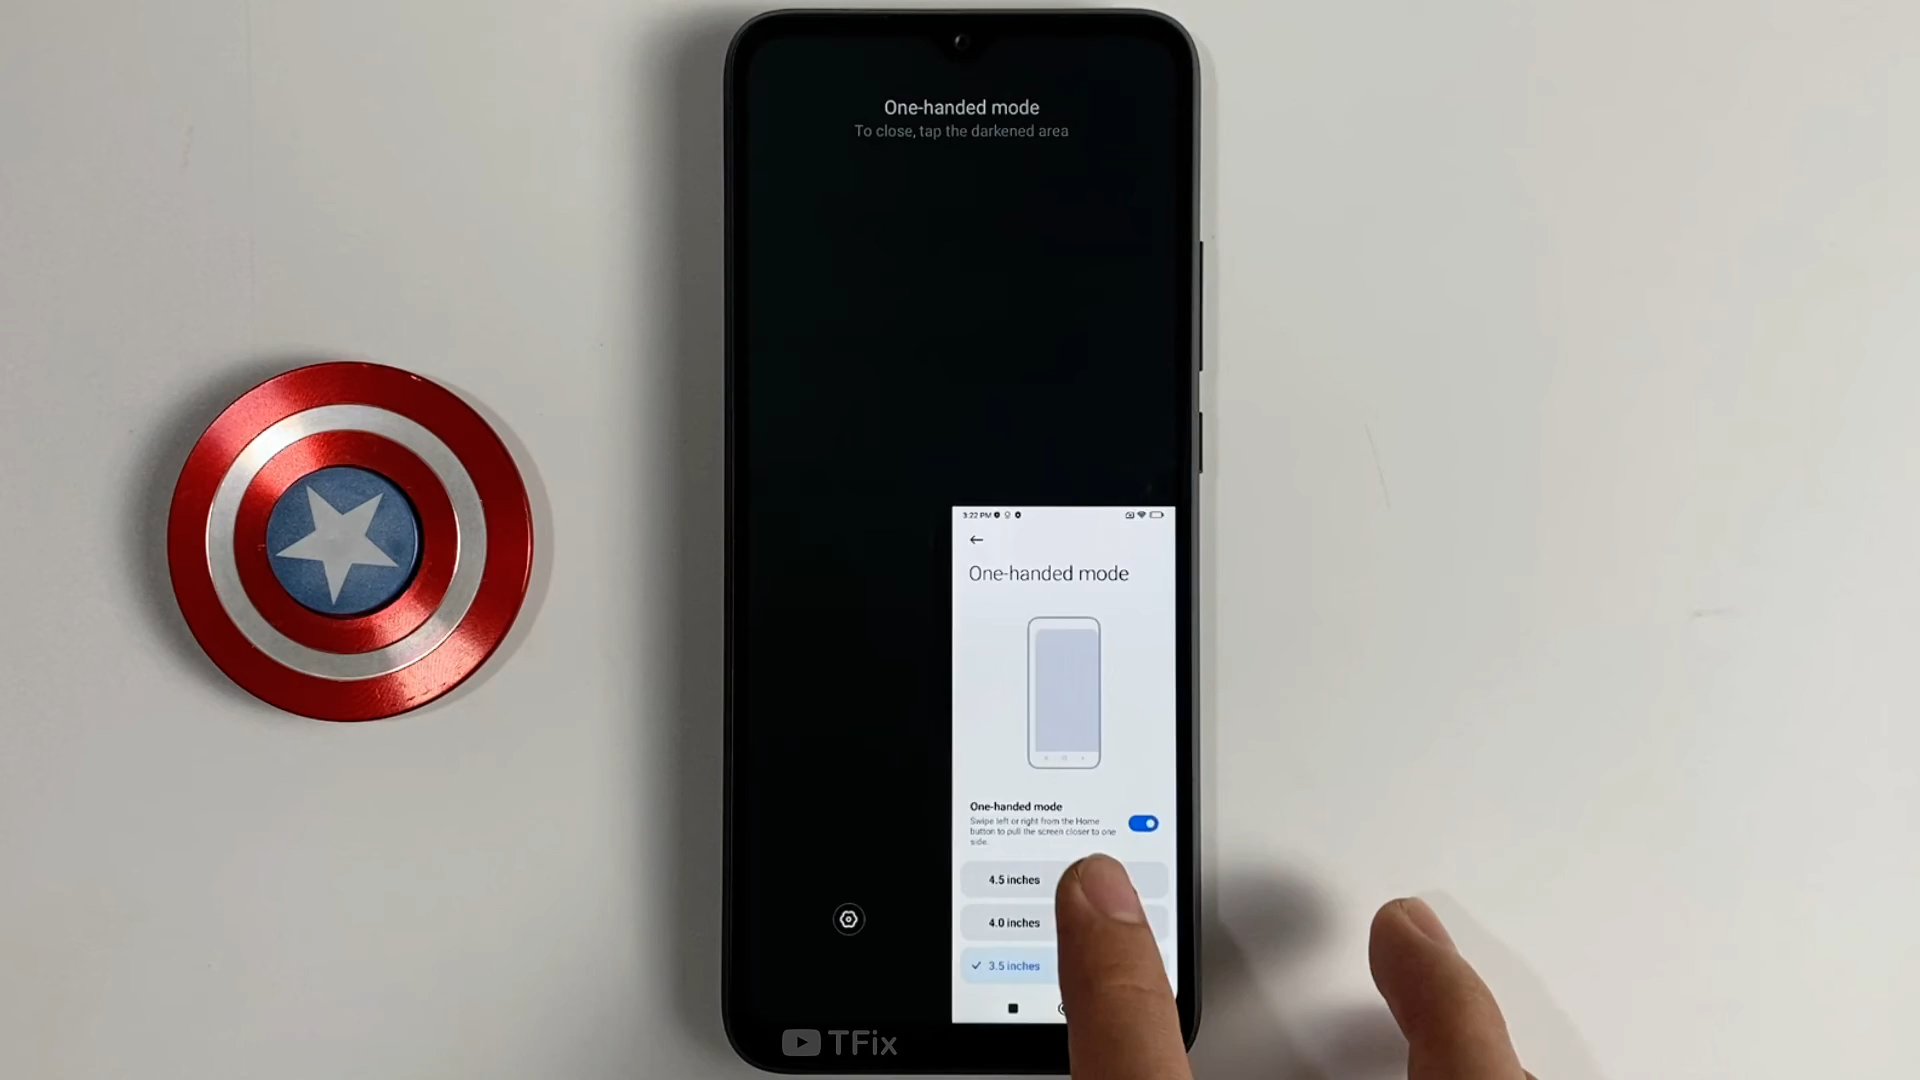 One-handed mode
To close, tap the darkened area
3:22 PM
One-handed mode
One-handed mode
Swipe left or right from the Home
button to pull the screen closer to one
side.
4.5 inches
4.0 inches
3.5 inches
TFix